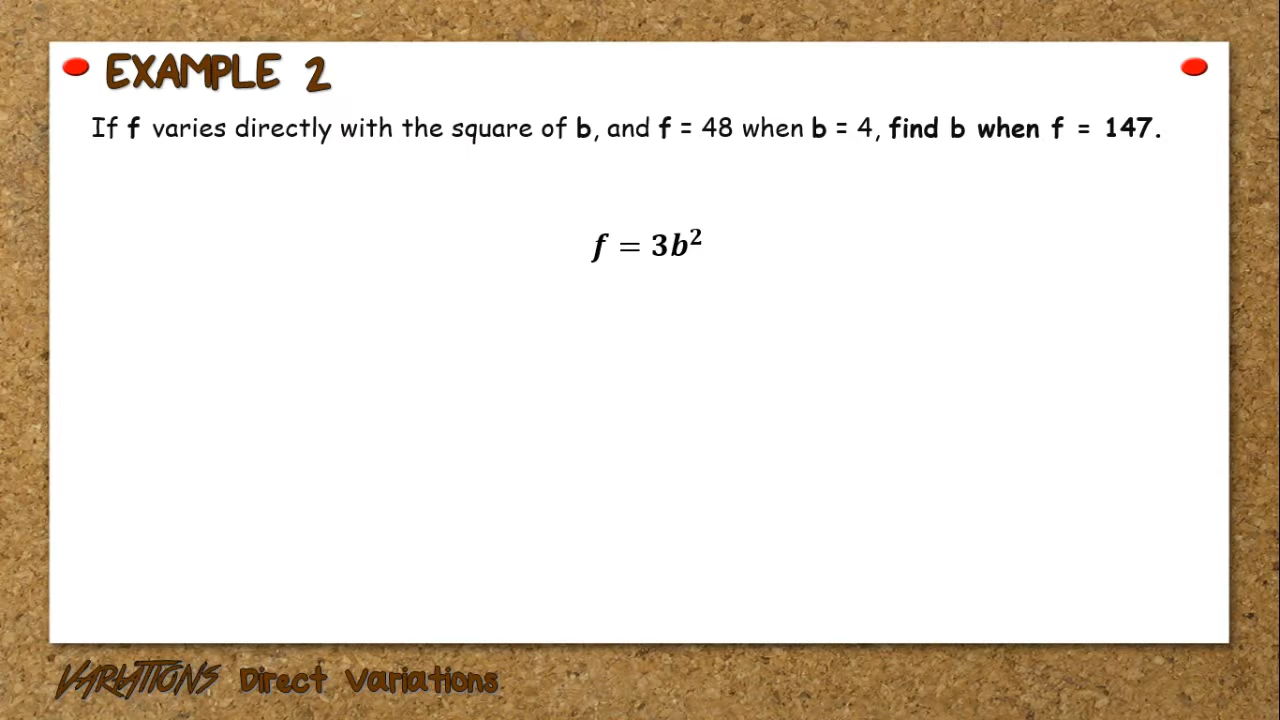 EXAMPLE 2
If f varies directly with the square of b, and f = 48 when b = 4, find b when f = 147.
f = 3b²
VARIATIONS Direct Variations